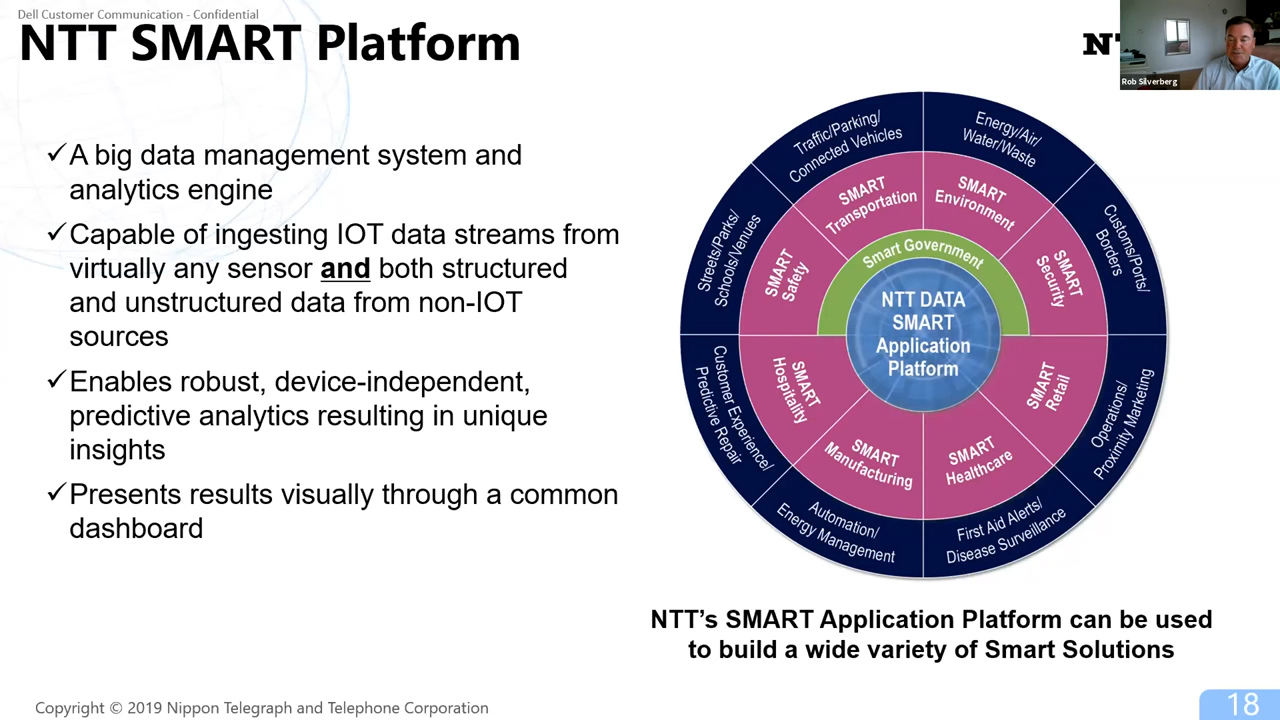 Dell Customer Communication - Confidential
NTT SMART Platform
Rob Silverberg
✓A big data management system and
analytics engine
✓Capable of ingesting IOT data streams from
virtually any sensor and both structured
and unstructured data from non-IOT
sources
✓Enables robust, device-independent,
predictive analytics resulting in unique
insights
✓Presents results visually through a common
dashboard
Traffic/Parking/
Connected Vehicles
Energy/Air/
Water/Waste
Customs/Ports/
Borders
Operations/
Proximity Marketing
First Aid Alerts/
Disease Surveillance
Automation/
Energy Management
Customer Experience/
Predictive Repair
Streets/Parks/
Schools/Venues
SMART
Transportation
SMART
Environment
SMART
Security
SMART
Retail
SMART
Healthcare
SMART
Manufacturing
SMART
Hospitality
SMART
Safety
Smart Government
NTT DATA
SMART
Application
Platform
NTT's SMART Application Platform can be used
to build a wide variety of Smart Solutions
Copyright © 2019 Nippon Telegraph and Telephone Corporation
18